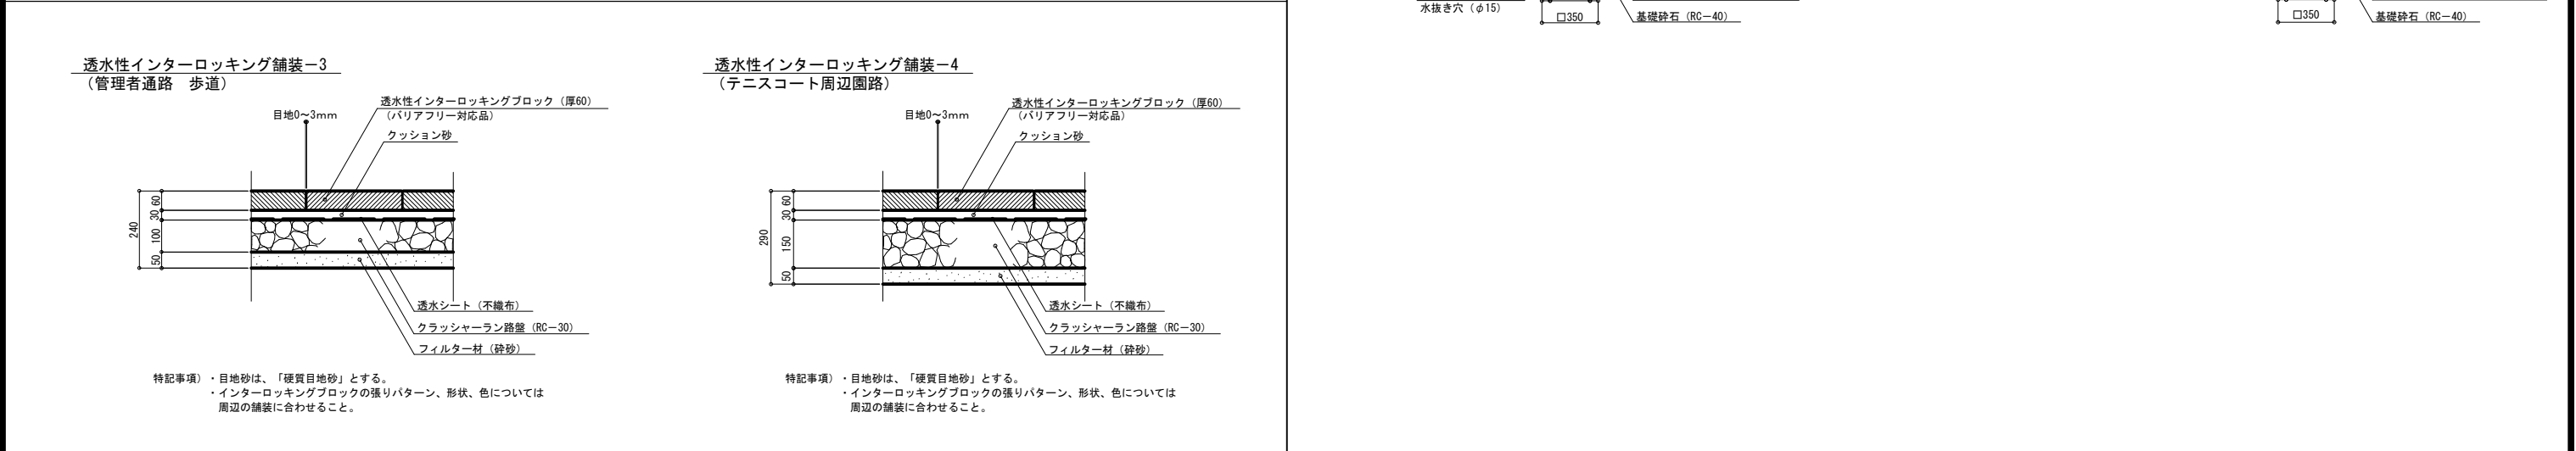 水抜き穴（φ15）
□350
基礎砕石（RC－40）
□350
基礎砕石（RC－40）
透水性インターロッキング舗装－3
（管理者通路　歩道）
透水性インターロッキングブロック（厚60）
（バリアフリー対応品）
目地0～3mm
クッション砂
60
30
100
50
240
透水シート（不織布）
クラッシャーラン路盤（RC－30）
フィルター材（砕砂）
特記事項）・目地砂は、「硬質目地砂」とする。
・インターロッキングブロックの張りパターン、形状、色については
周辺の舗装に合わせること。
透水性インターロッキング舗装－4
（テニスコート周辺園路）
透水性インターロッキングブロック（厚60）
（バリアフリー対応品）
目地0～3mm
クッション砂
60
30
150
50
290
透水シート（不織布）
クラッシャーラン路盤（RC－30）
フィルター材（砕砂）
特記事項）・目地砂は、「硬質目地砂」とする。
・インターロッキングブロックの張りパターン、形状、色については
周辺の舗装に合わせること。